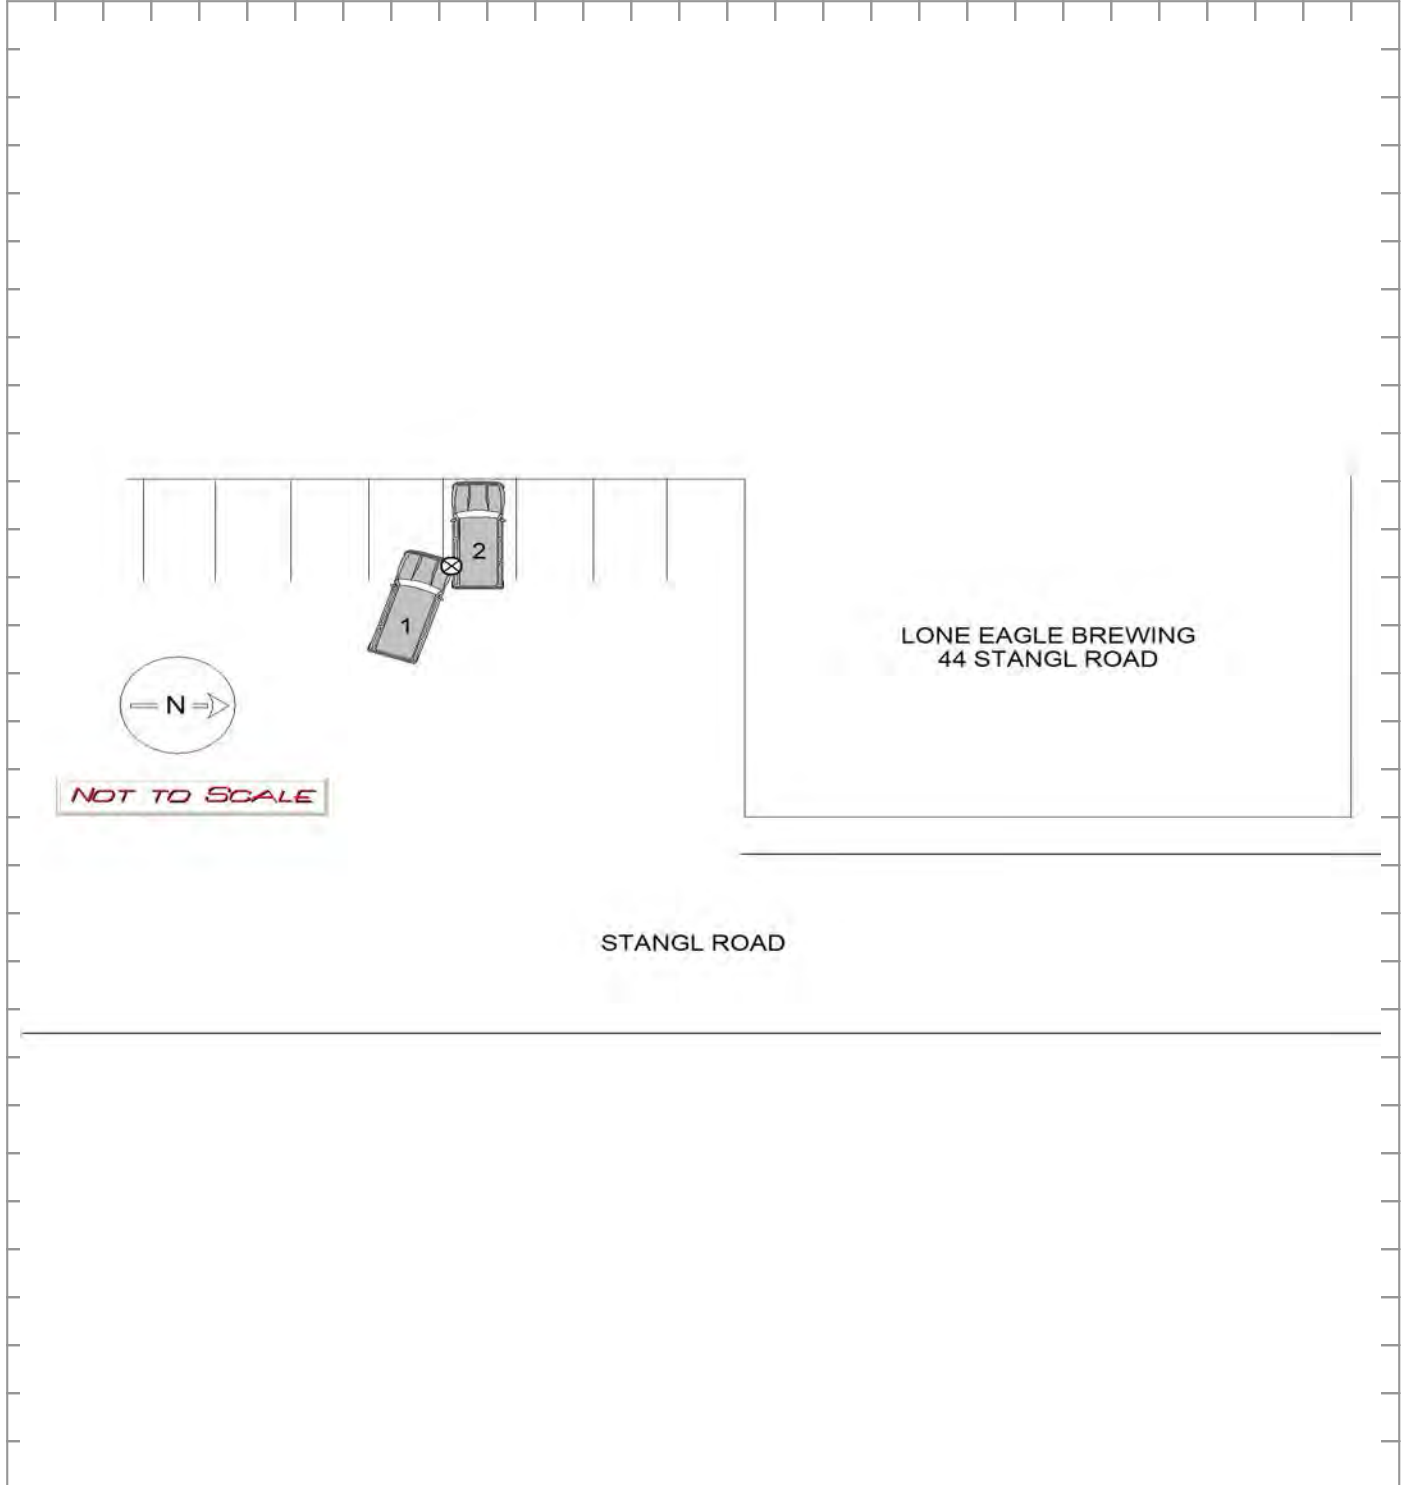 2
1
LONE EAGLE BREWING
44 STANGL ROAD
N
NOT TO SCALE
STANGL ROAD